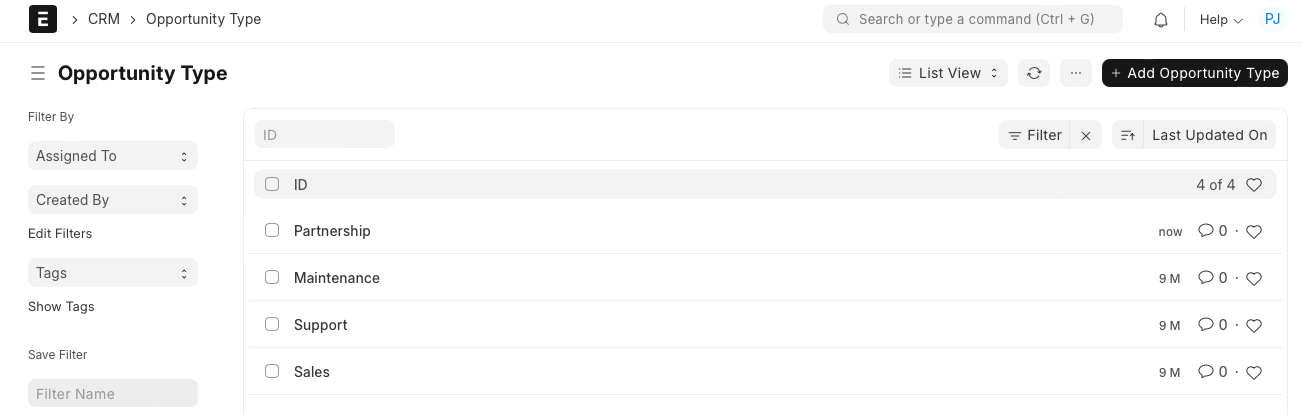 E CRM Opportunity Type Search or type a command (Ctrl + G) Help PJ
Opportunity Type List View ... + Add Opportunity Type
Filter By
ID Filter Last Updated On
Assigned To
ID 4 of 4
Created By
Partnership now 0 ·
Edit Filters
Tags
Maintenance 9 M 0 ·
Show Tags
Support 9 M 0 ·
Save Filter
Sales 9 M 0 ·
Filter Name